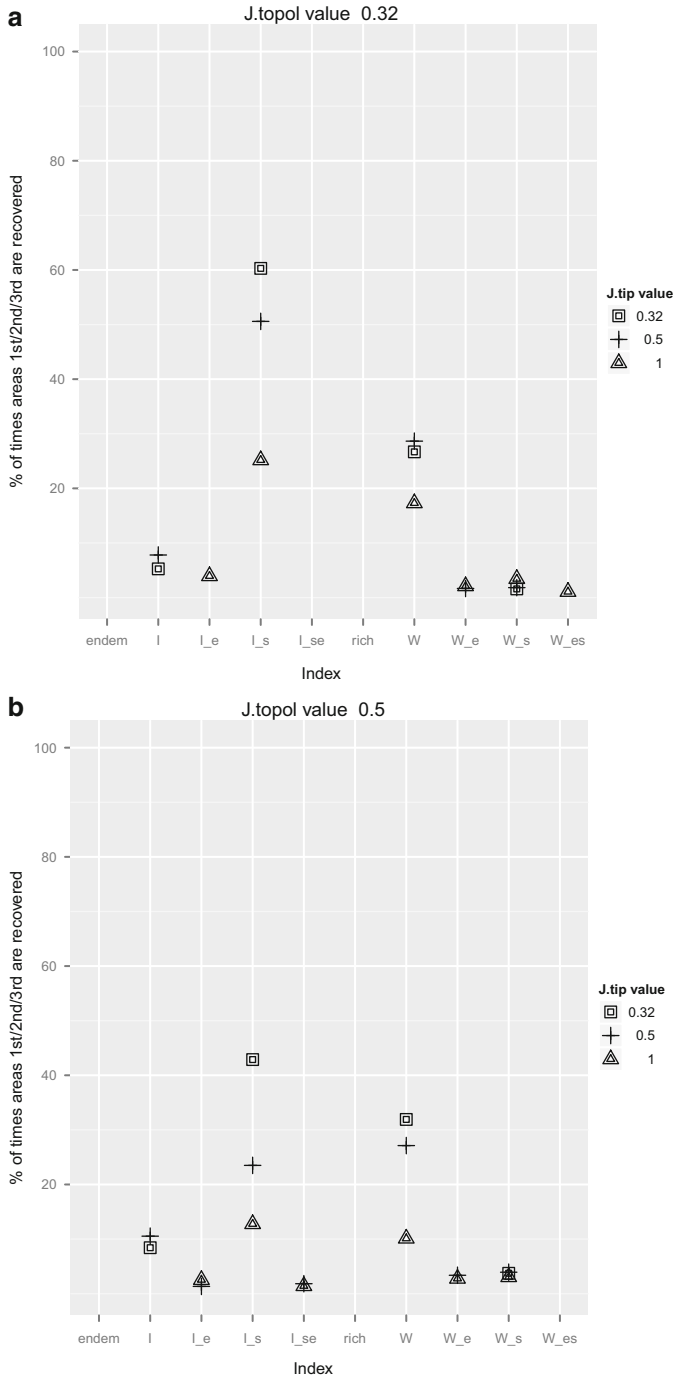 a
J.topol value 0.32
100
80
60
40
20
% of times areas 1st/2nd/3rd are recovered
endem I I_e I_s I_se rich W W_e W_s W_es
Index
J.tip value
0.32
0.5
1
b
J.topol value 0.5
100
80
60
40
20
% of times areas 1st/2nd/3rd are recovered
endem I I_e I_s I_se rich W W_e W_s W_es
Index
J.tip value
0.32
0.5
1